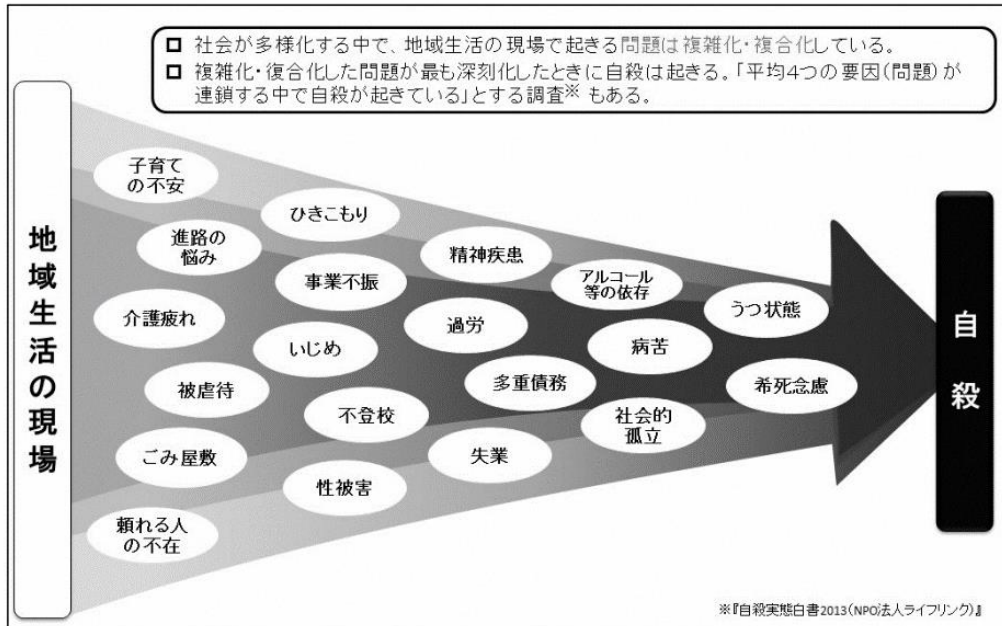 □ 社会が多様化する中で、地域生活の現場で起きる問題は複雑化・複合化している。
□ 複雑化・復合化した問題が最も深刻化したときに自殺は起きる。「平均4つの要因(問題)が
連鎖する中で自殺が起きている」とする調査※ もある。
地域生活の現場
子育て
の不安
進路の
悩み
介護疲れ
被虐待
ごみ屋敷
頼れる人
の不在
ひきこもり
事業不振
いじめ
不登校
性被害
精神疾患
過労
多重債務
失業
アルコール
等の依存
病苦
社会的
孤立
うつ状態
希死念慮
自殺
※『自殺実態白書2013(NPO法人ライフリンク)』